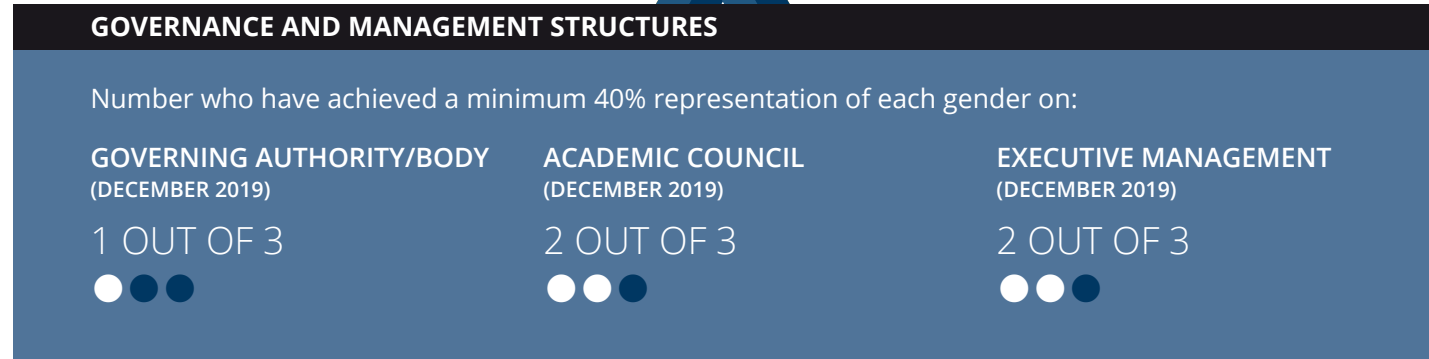 GOVERNANCE AND MANAGEMENT STRUCTURES
Number who have achieved a minimum 40% representation of each gender on:
GOVERNING AUTHORITY/BODY
(DECEMBER 2019)
1 OUT OF 3
ACADEMIC COUNCIL
(DECEMBER 2019)
2 OUT OF 3
EXECUTIVE MANAGEMENT
(DECEMBER 2019)
2 OUT OF 3